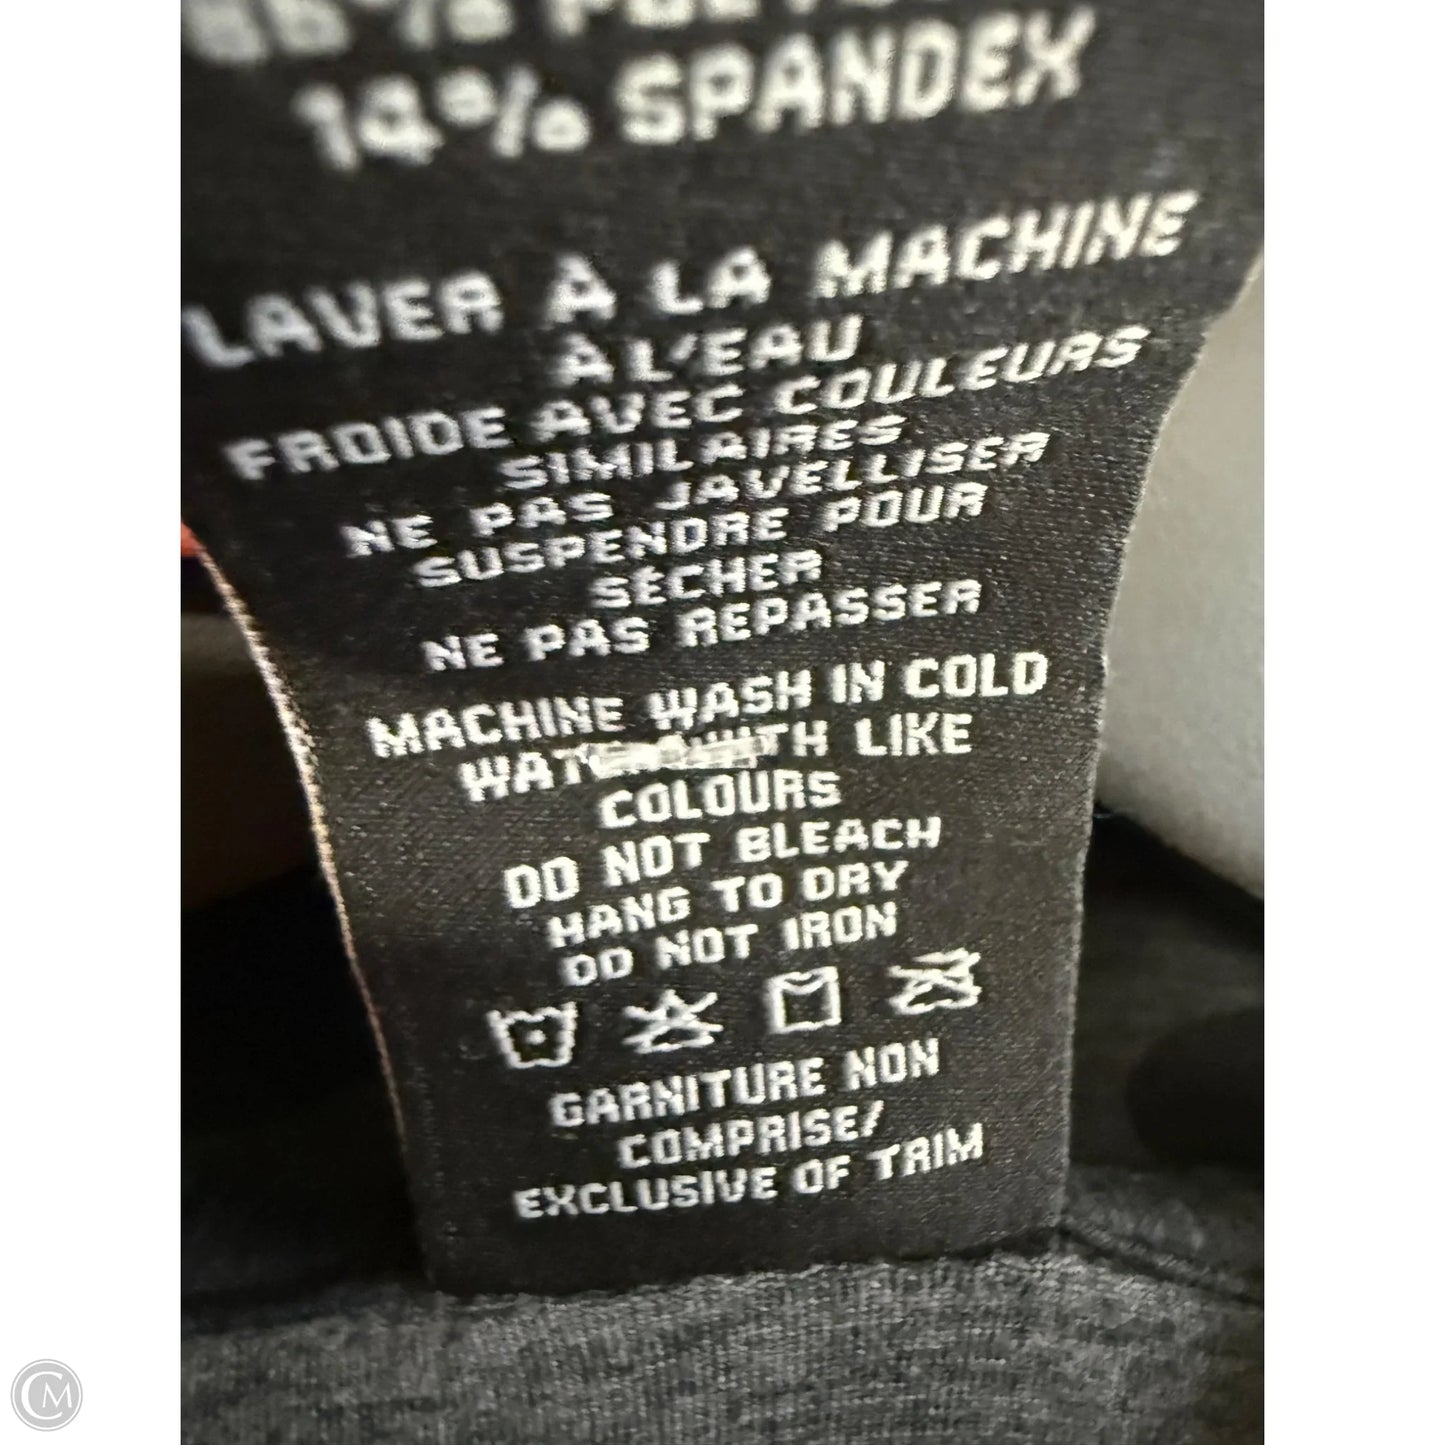 14% SPANDEX
LAVER À LA MACHINE
À L'EAU
FROIDE AVEC COULEURS
SIMILAIRES
NE PAS JAVELLISER
SUSPENDRE POUR
SÉCHER
NE PAS REPASSER
MACHINE WASH IN COLD
LIKE
COLOURS
DO NOT BLEACH
HANG TO DRY
DO NOT IRON
GARNITURE NON
COMPRISE/
EXCLUSIVE OF TRIM
CM